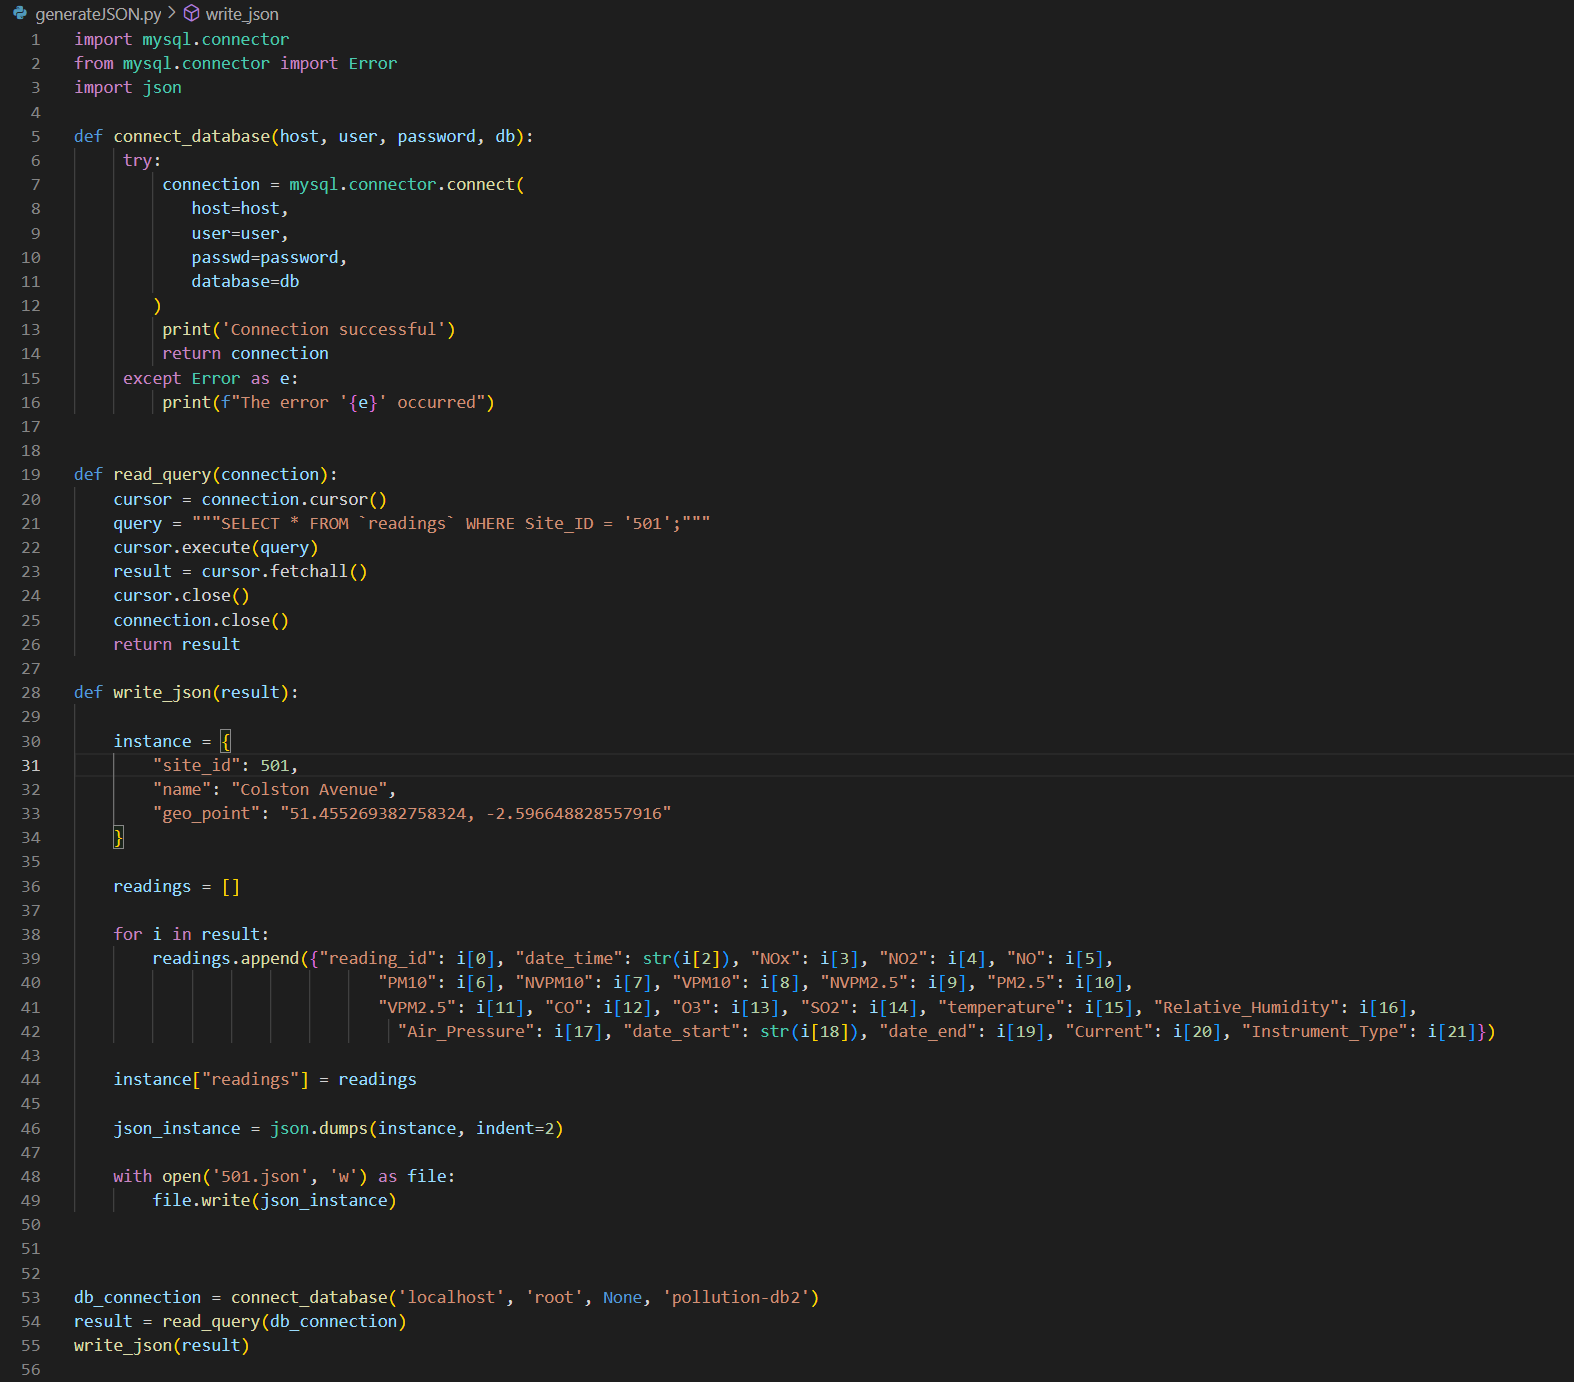 generateJSON.py > write_json
1 import mysql.connector
2 from mysql.connector import Error
3 import json
4
5 def connect_database(host, user, password, db):
6      try:
7          connection = mysql.connector.connect(
8             host=host,
9             user=user,
10             passwd=password,
11             database=db
12         )
13          print('Connection successful')
14          return connection
15      except Error as e:
16          print(f"The error '{e}' occurred")
17
18
19 def read_query(connection):
20     cursor = connection.cursor()
21     query = """SELECT * FROM `readings` WHERE Site_ID = '501';"""
22     cursor.execute(query)
23     result = cursor.fetchall()
24     cursor.close()
25     connection.close()
26     return result
27
28 def write_json(result):
29
30     instance = {
31         "site_id": 501,
32         "name": "Colston Avenue",
33         "geo_point": "51.455269382758324, -2.596648828557916"
34     }
35
36     readings = []
37
38     for i in result:
39         readings.append({"reading_id": i[0], "date_time": str(i[2]), "NOx": i[3], "NO2": i[4], "NO": i[5],
40                                "PM10": i[6], "NVPM10": i[7], "VPM10": i[8], "NVPM2.5": i[9], "PM2.5": i[10],
41                                "VPM2.5": i[11], "CO": i[12], "O3": i[13], "SO2": i[14], "temperature": i[15], "Relative_Humidity": i[16],
42                                  "Air_Pressure": i[17], "date_start": str(i[18]), "date_end": i[19], "Current": i[20], "Instrument_Type": i[21]})
43
44     instance["readings"] = readings
45
46     json_instance = json.dumps(instance, indent=2)
47
48     with open('501.json', 'w') as file:
49         file.write(json_instance)
50
51
52
53 db_connection = connect_database('localhost', 'root', None, 'pollution-db2')
54 result = read_query(db_connection)
55 write_json(result)
56